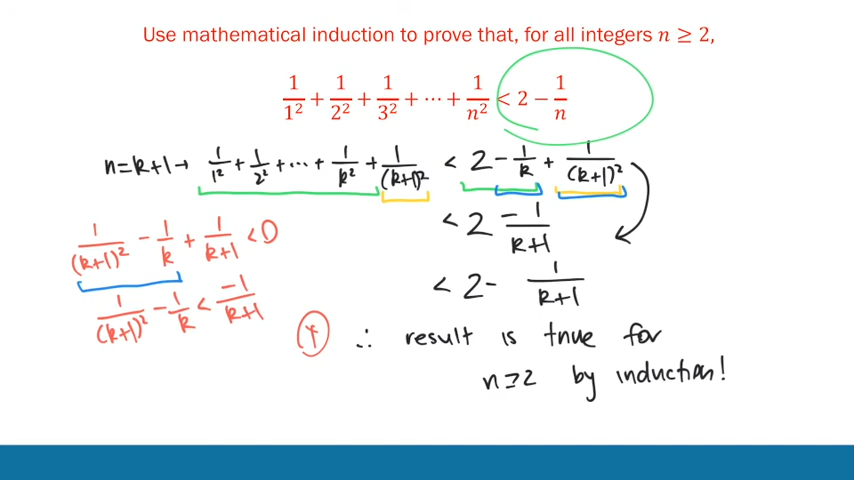 Use mathematical induction to prove that, for all integers n ≥ 2,
1/1² + 1/2² + 1/3² + ⋯ + 1/n² < 2 − 1/n
n=k+1→ 1/1² + 1/2² + ... + 1/k² + 1/(k+1)² < 2 − 1/k + 1/(k+1)²
< 2 −1/k+1
< 2 − 1/k+1
1/(k+1)² − 1/k + 1/k+1 < 0
1/(k+1)² − 1/k < −1/k+1
④ ∴ result is true for
n ≥ 2 by induction!